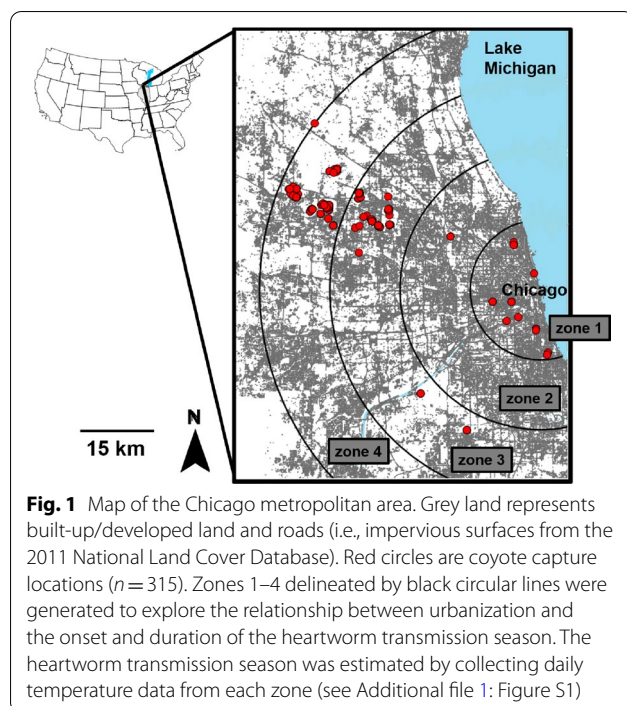 Lake
Michigan
Chicago
zone 1
zone 2
N
15 km
zone 4
zone 3
Fig. 1 Map of the Chicago metropolitan area. Grey land represents
built-up/developed land and roads (i.e., impervious surfaces from the
2011 National Land Cover Database). Red circles are coyote capture
locations (n = 315). Zones 1–4 delineated by black circular lines were
generated to explore the relationship between urbanization and
the onset and duration of the heartworm transmission season. The
heartworm transmission season was estimated by collecting daily
temperature data from each zone (see Additional file 1: Figure S1)